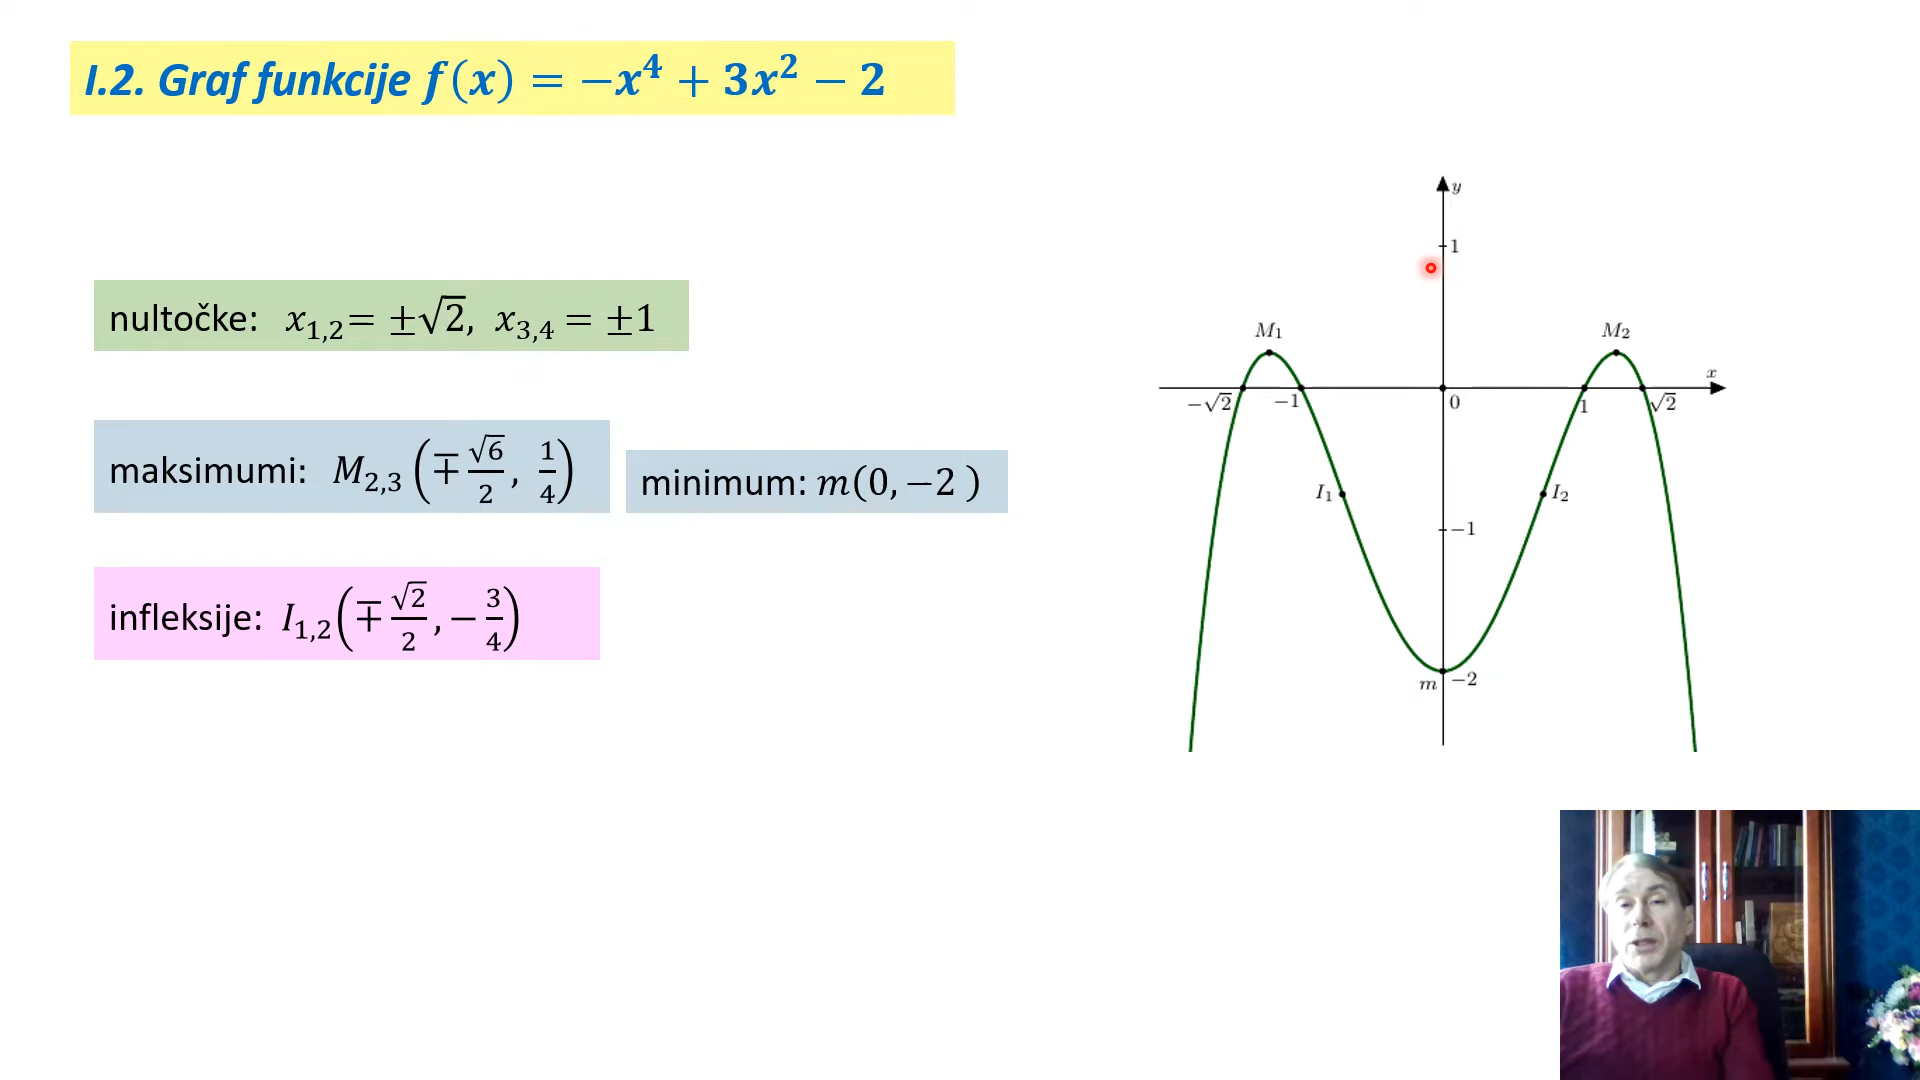 I.2. Graf funkcije f(x) = −x⁴ + 3x² − 2
nultočke: x₁,₂= ±√2, x₃,₄ = ±1
maksimumi: M₂,₃ (∓ √6/2, 1/4)
minimum: m(0, −2 )
infleksije: I₁,₂(∓ √2/2, − 3/4)
y
1
M₁
M₂
x
−√2
−1
0
1
√2
I₁
I₂
−1
m
−2